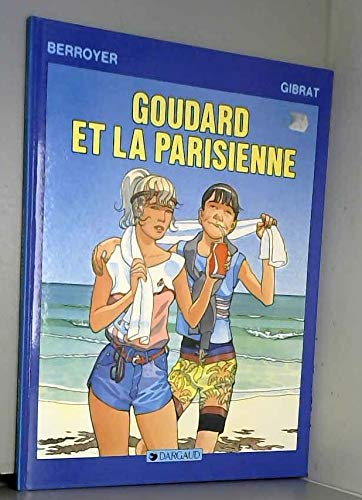 BERROYER
GIBRAT
GOUDARD
ET LA PARISIENNE
DARGAUD